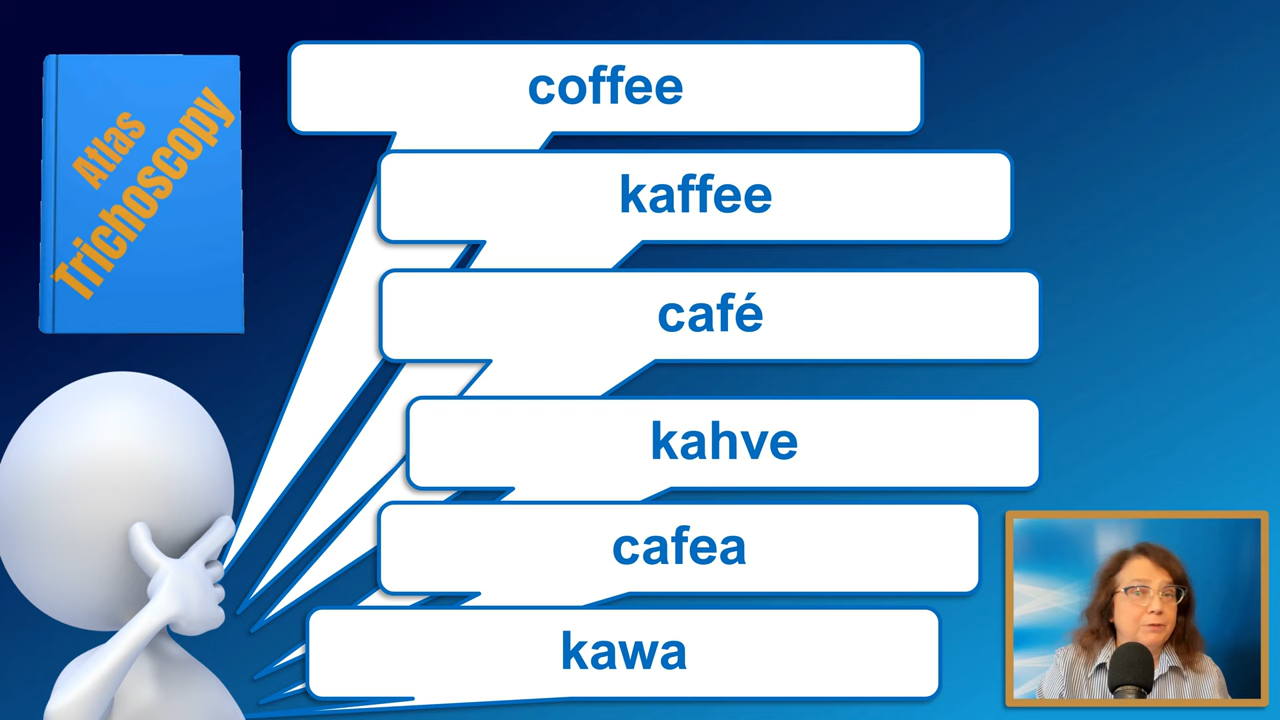 Atlas
Trichoscopy
coffee
kaffee
café
kahve
cafea
kawa